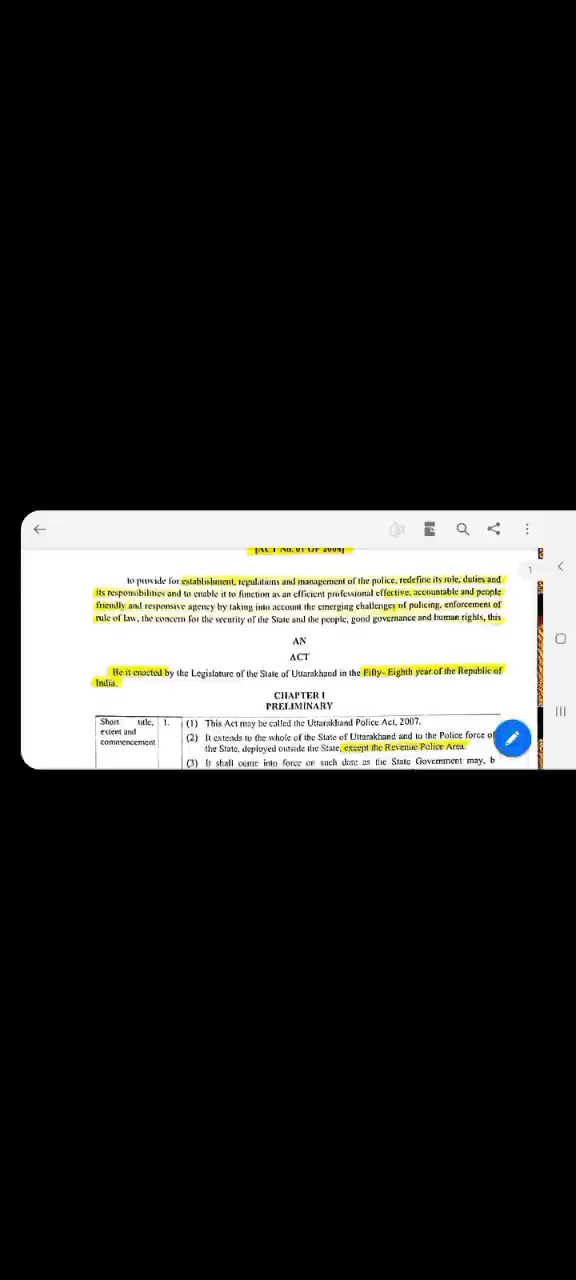 [ACT No. 01 OF 2008]
1
to provide for establishment, regulations and management of the police, redefine its role, duties and
its responsibilities and to enable it to function as an efficient professional effective, accountable and people
friendly and responsive agency by taking into account the emerging challenges of policing, enforcement of
rule of law, the concern for the security of the State and the people, good governance and human rights, this
AN
ACT
Be it enacted by the Legislature of the State of Uttarakhand in the Fifty- Eighth year of the Republic of
India.
CHAPTER I
PRELIMINARY
Short title,
extent and
commencement
1.
(1) This Act may be called the Uttarakhand Police Act, 2007.
(2) It extends to the whole of the State of Uttarakhand and to the Police force of
the State, deployed outside the State, except the Revenue Police Area.
(3) It shall come into force on such date as the State Government may, b